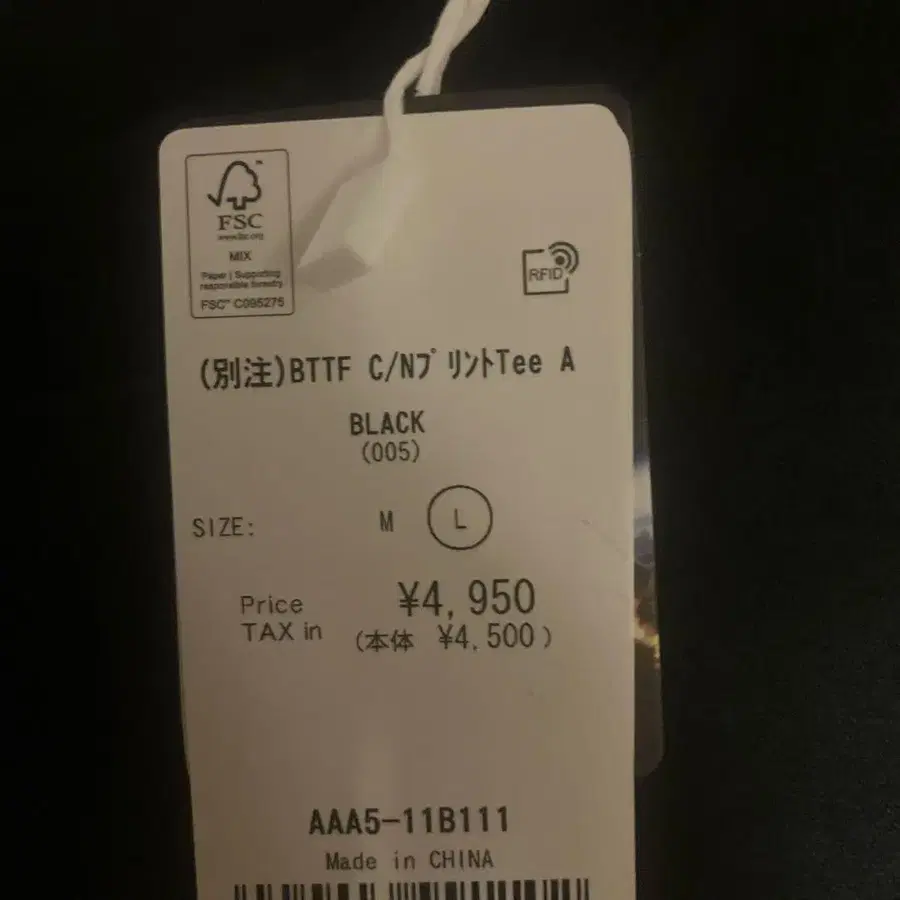 FSC
www.fsc.org
MIX
Paper | Supporting
responsible forestry
FSC™ C095275
RFID
(別注)BTTF C/NﾌﾟﾘﾝﾄTee A
BLACK
(005)
SIZE: M L
Price ¥4,950
TAX in (本体 ¥4,500)
AAA5-11B111
Made in CHINA